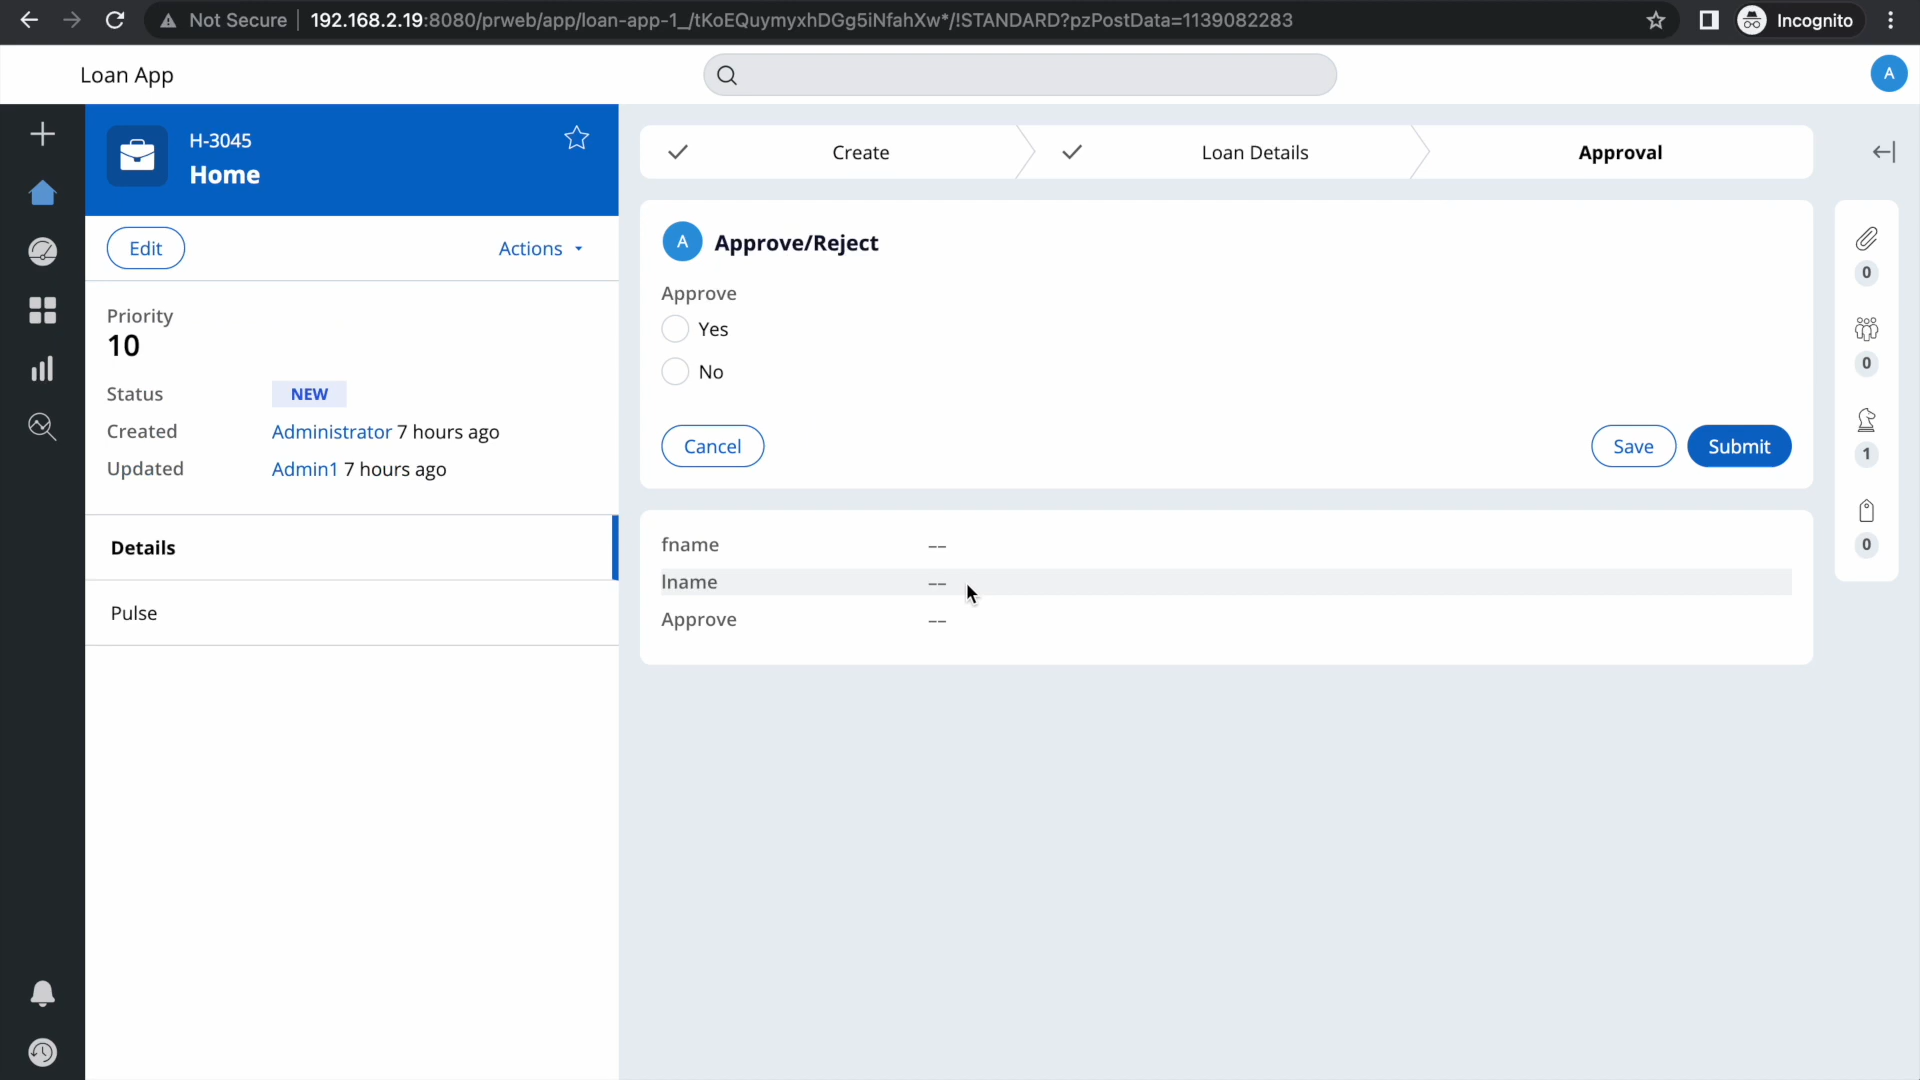 Not Secure 192.168.2.19:8080/prweb/app/loan-app-1_/tKoEQuymyxhDGg5iNfahXw*/!STANDARD?pzPostData=1139082283 Incognito
Loan App A
H-3045
Home
Create Loan Details Approval
Edit Actions
A Approve/Reject
Approve
Yes
No
Cancel Save Submit
Priority
10
Status NEW
Created Administrator 7 hours ago
Updated Admin1 7 hours ago
Details
Pulse
fname ––
lname ––
Approve ––
0
0
1
0